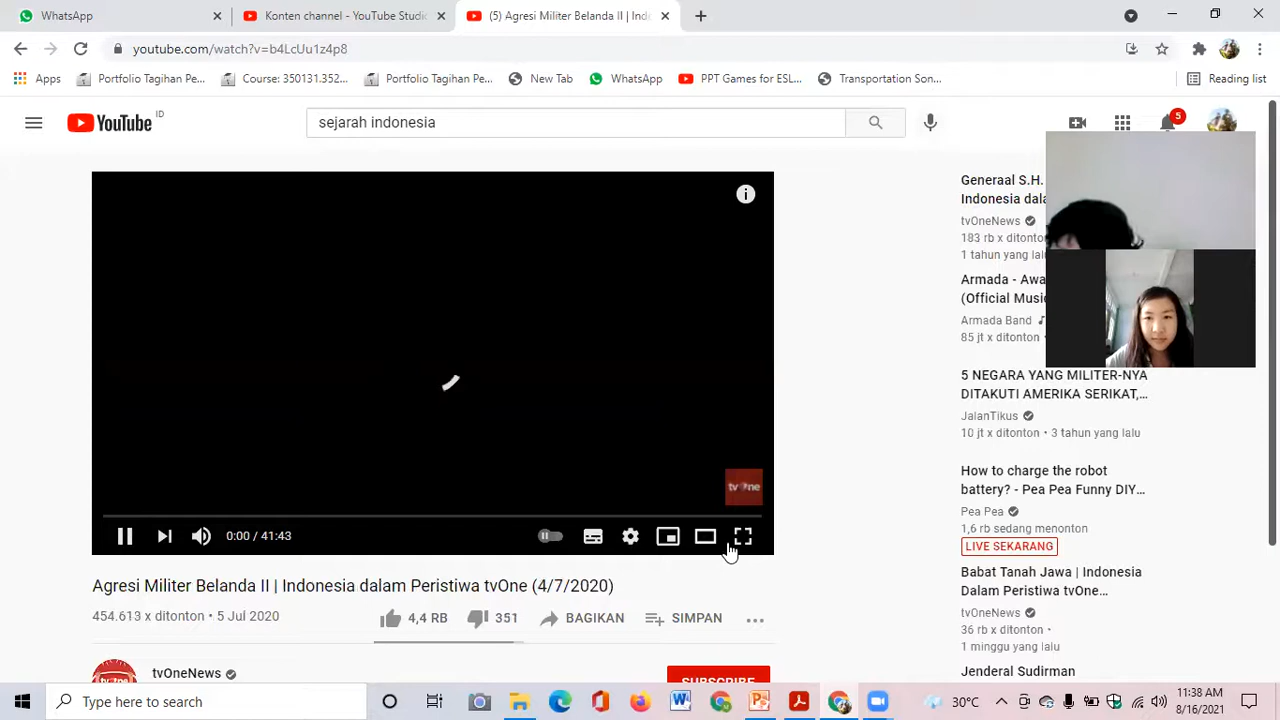 WhatsApp
Konten channel - YouTube Studio
(5) Agresi Militer Belanda II | Ind
youtube.com/watch?v=b4LcUu1z4p8
Apps
Portfolio Tagihan Pe...
Course: 350131.352...
Portfolio Tagihan Pe...
New Tab
WhatsApp
PPT Games for ESL...
Transportation Son...
Reading list
YouTube ID
sejarah indonesia
5
i
tvOne
0:00 / 41:43
Agresi Militer Belanda II | Indonesia dalam Peristiwa tvOne (4/7/2020)
454.613 x ditonton • 5 Jul 2020
4,4 RB
351
BAGIKAN
SIMPAN
tvOneNews
SUBSCRIBE
Generaal S.H.
Indonesia dala
tvOneNews
183 rb x ditonto
1 tahun yang lalu
Armada - Awa
(Official Music
Armada Band
85 jt x ditonton •
5 NEGARA YANG MILITER-NYA
DITAKUTI AMERIKA SERIKAT,...
JalanTikus
10 jt x ditonton • 3 tahun yang lalu
How to charge the robot
battery? - Pea Pea Funny DIY...
Pea Pea
1,6 rb sedang menonton
LIVE SEKARANG
Babat Tanah Jawa | Indonesia
Dalam Peristiwa tvOne...
tvOneNews
36 rb x ditonton •
1 minggu yang lalu
Jenderal Sudirman
Type here to search
30°C
11:38 AM
8/16/2021